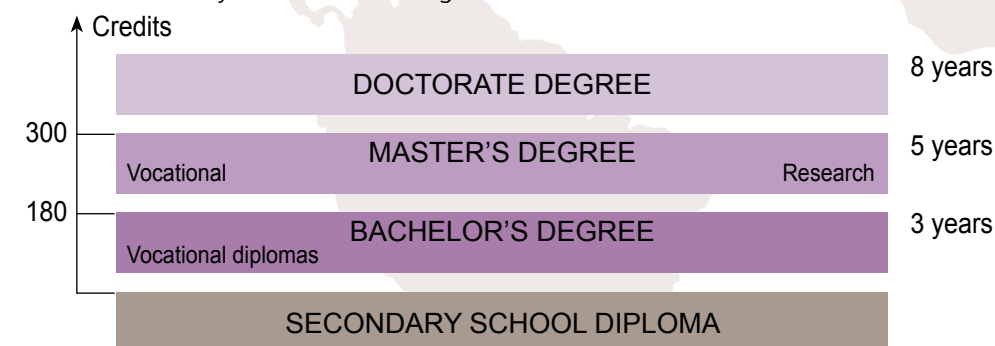 Credits
DOCTORATE DEGREE
8 years
300
MASTER'S DEGREE
5 years
Vocational
Research
180
BACHELOR'S DEGREE
3 years
Vocational diplomas
SECONDARY SCHOOL DIPLOMA